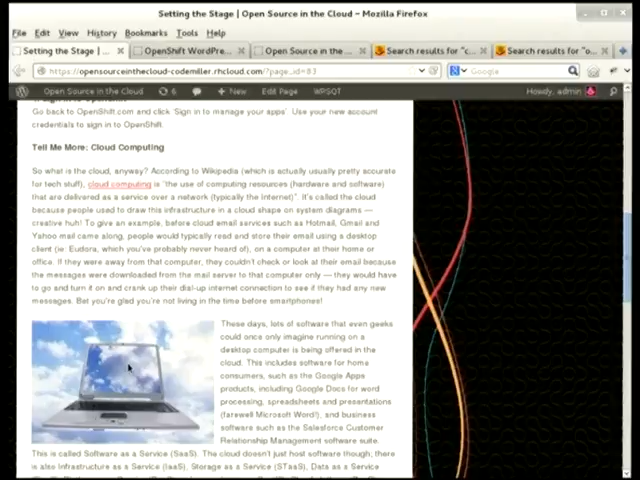 Setting the Stage | Open Source in the Cloud - Mozilla Firefox
File Edit View History Bookmarks Tools Help
Setting the Stage |... OpenShift WordPre... Open Source in the... Search results for "c... Search results for "o...
https://opensourceinthecloud-codemiller.rhcloud.com/?page_id=83 Google
Open Source in the Cloud 6 + New Edit Page WPSOT Howdy, admin
Go back to OpenShift.com and click 'Sign in to manage your apps'. Use your new account
credentials to sign in to OpenShift.
Tell Me More: Cloud Computing
So what is the cloud, anyway? According to Wikipedia (which is actually usually pretty accurate
for tech stuff), cloud computing is "the use of computing resources (hardware and software)
that are delivered as a service over a network (typically the Internet)". It's called the cloud
because people used to draw this infrastructure in a cloud shape on system diagrams —
creative huh! To give an example, before cloud email services such as Hotmail, Gmail and
Yahoo mail came along, people would typically read and store their email using a desktop
client (ie: Eudora, which you've probably never heard of), on a computer at their home or
office. If they were away from that computer, they couldn't check or look at their email because
the messages were downloaded from the mail server to that computer only — they would have
to go and turn it on and crank up their dial-up internet connection to see if they had any new
messages. Bet you're glad you're not living in the time before smartphones!
These days, lots of software that even geeks
could once only imagine running on a
desktop computer is being offered in the
cloud. This includes software for home
consumers, such as the Google Apps
products, including Google Docs for word
processing, spreadsheets and presentations
(farewell Microsoft Word!), and business
software such as the Salesforce Customer
Relationship Management software suite.
This is called Software as a Service (SaaS). The cloud doesn't just host software though; there
is also Infrastructure as a Service (IaaS), Storage as a Service (STaaS), Data as a Service